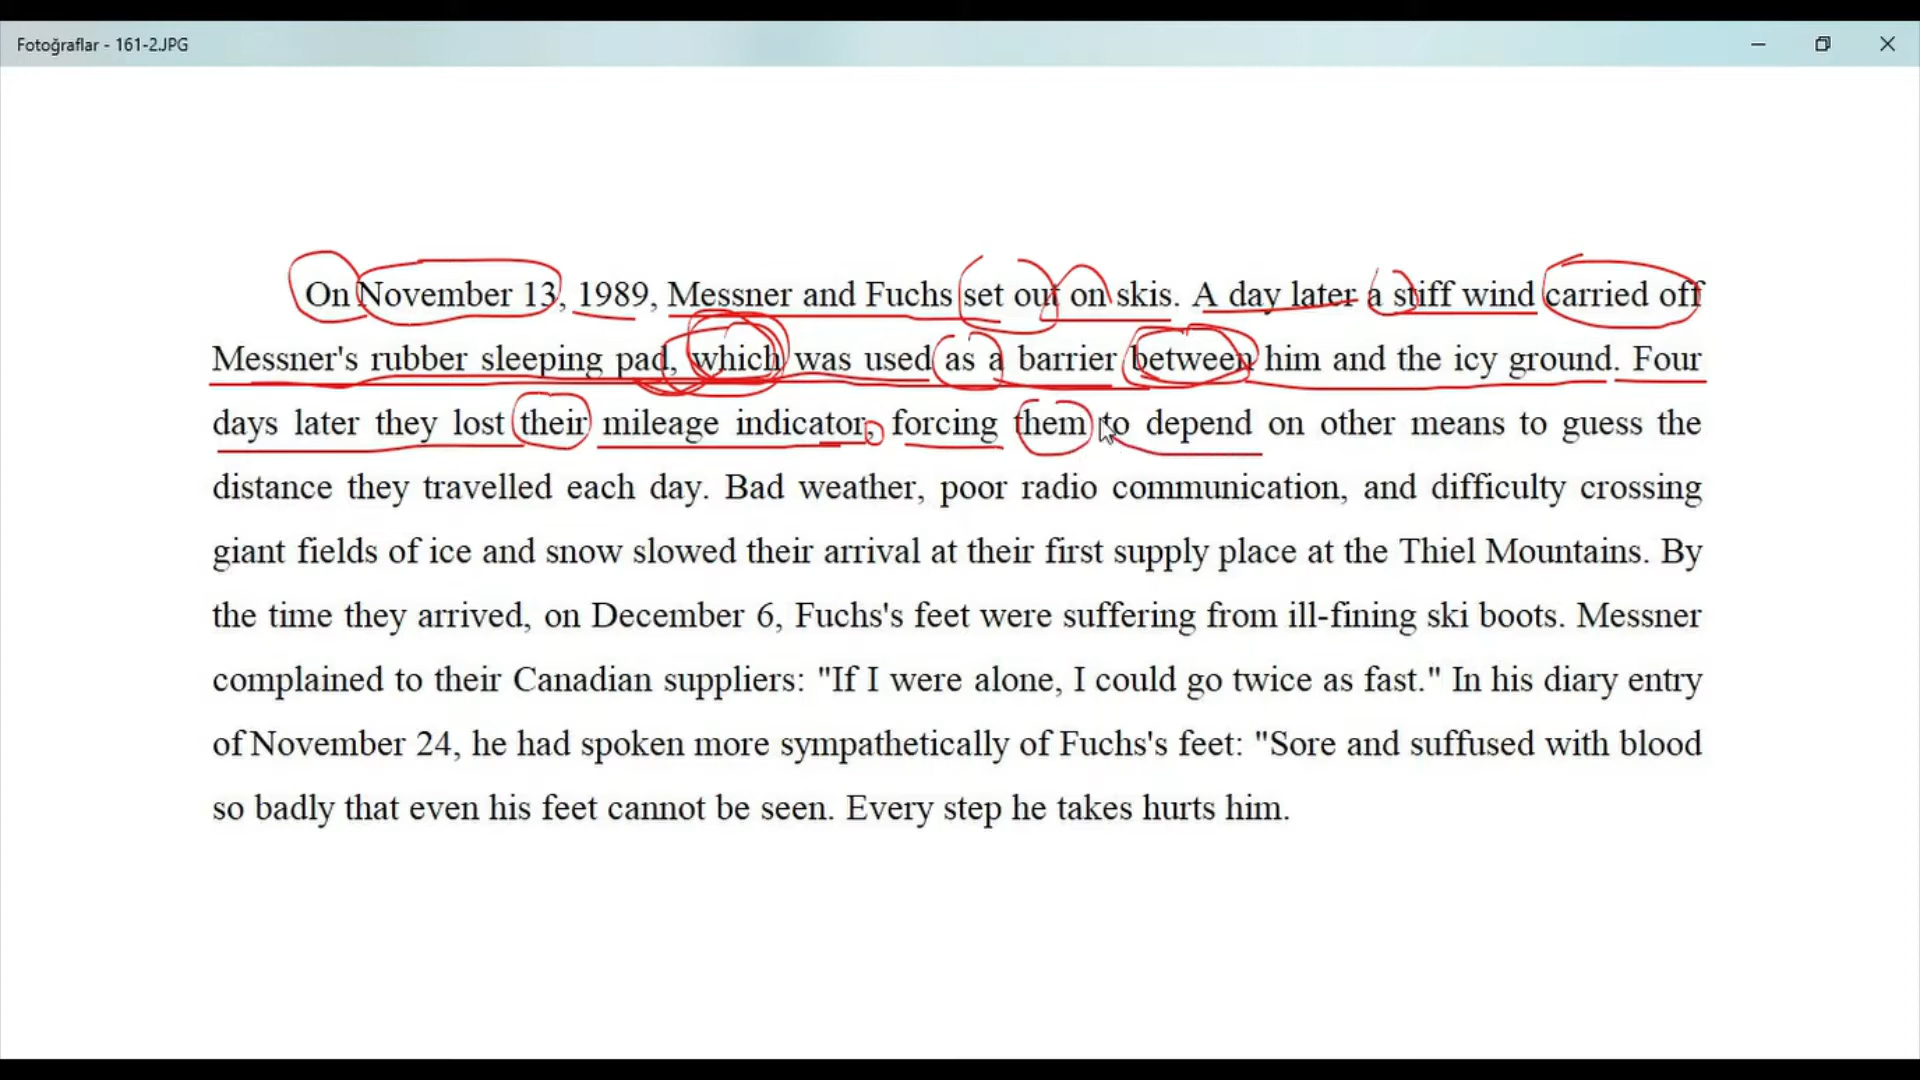 Fotoğraflar - 161-2.JPG
On November 13, 1989, Messner and Fuchs set out on skis. A day later a stiff wind carried off
Messner's rubber sleeping pad, which was used as a barrier between him and the icy ground. Four
days later they lost their mileage indicator, forcing them to depend on other means to guess the
distance they travelled each day. Bad weather, poor radio communication, and difficulty crossing
giant fields of ice and snow slowed their arrival at their first supply place at the Thiel Mountains. By
the time they arrived, on December 6, Fuchs's feet were suffering from ill-fining ski boots. Messner
complained to their Canadian suppliers: "If I were alone, I could go twice as fast." In his diary entry
of November 24, he had spoken more sympathetically of Fuchs's feet: "Sore and suffused with blood
so badly that even his feet cannot be seen. Every step he takes hurts him.